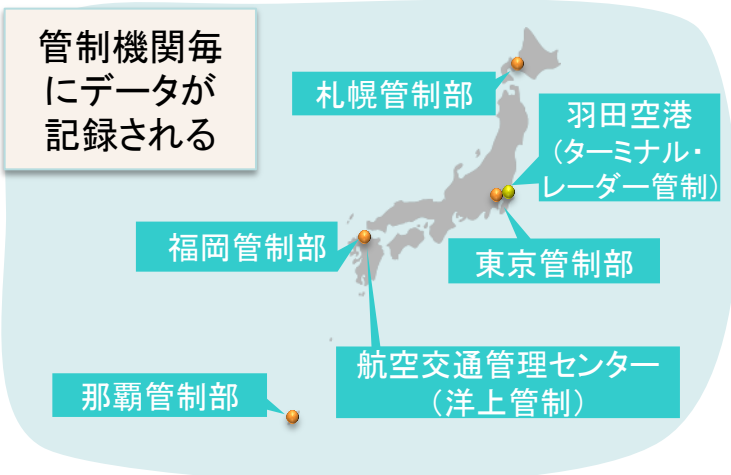 管制機関毎
にデータが
記録される
札幌管制部
羽田空港
(ターミナル・
レーダー管制)
福岡管制部
東京管制部
航空交通管理センター
（洋上管制）
那覇管制部